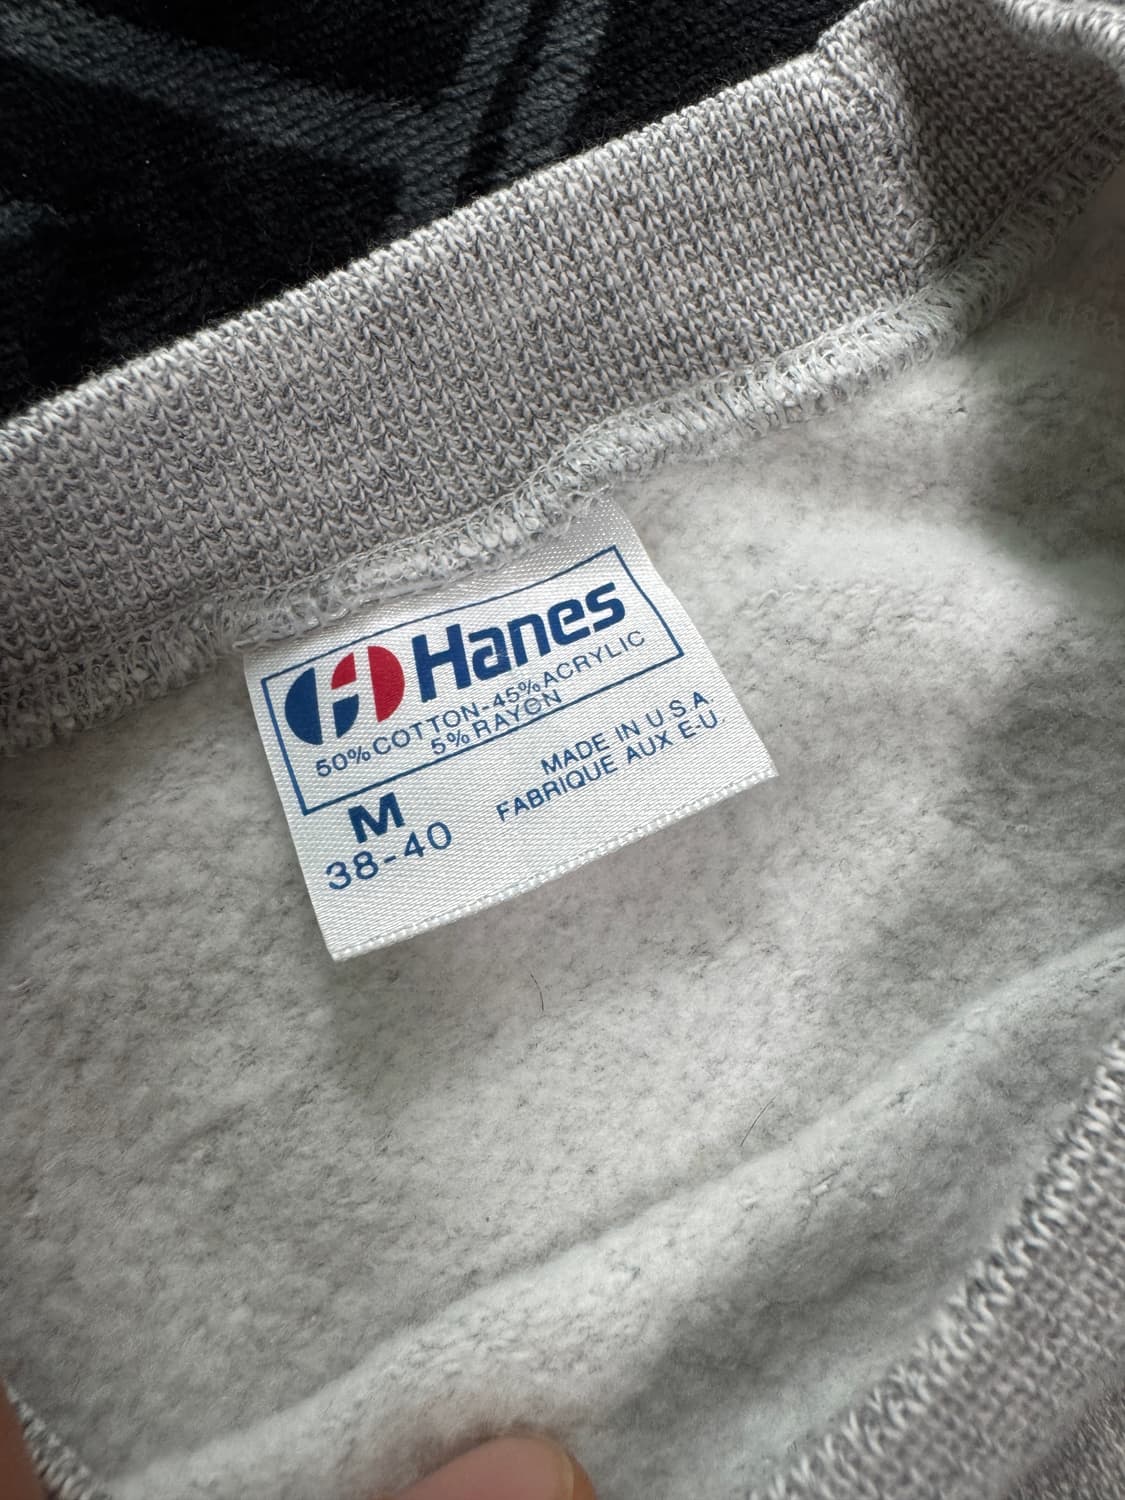 Hanes
50% COTTON-45% ACRYLIC
5% RAYON
M
38-40
MADE IN U.S.A.
FABRIQUE AUX E-U.